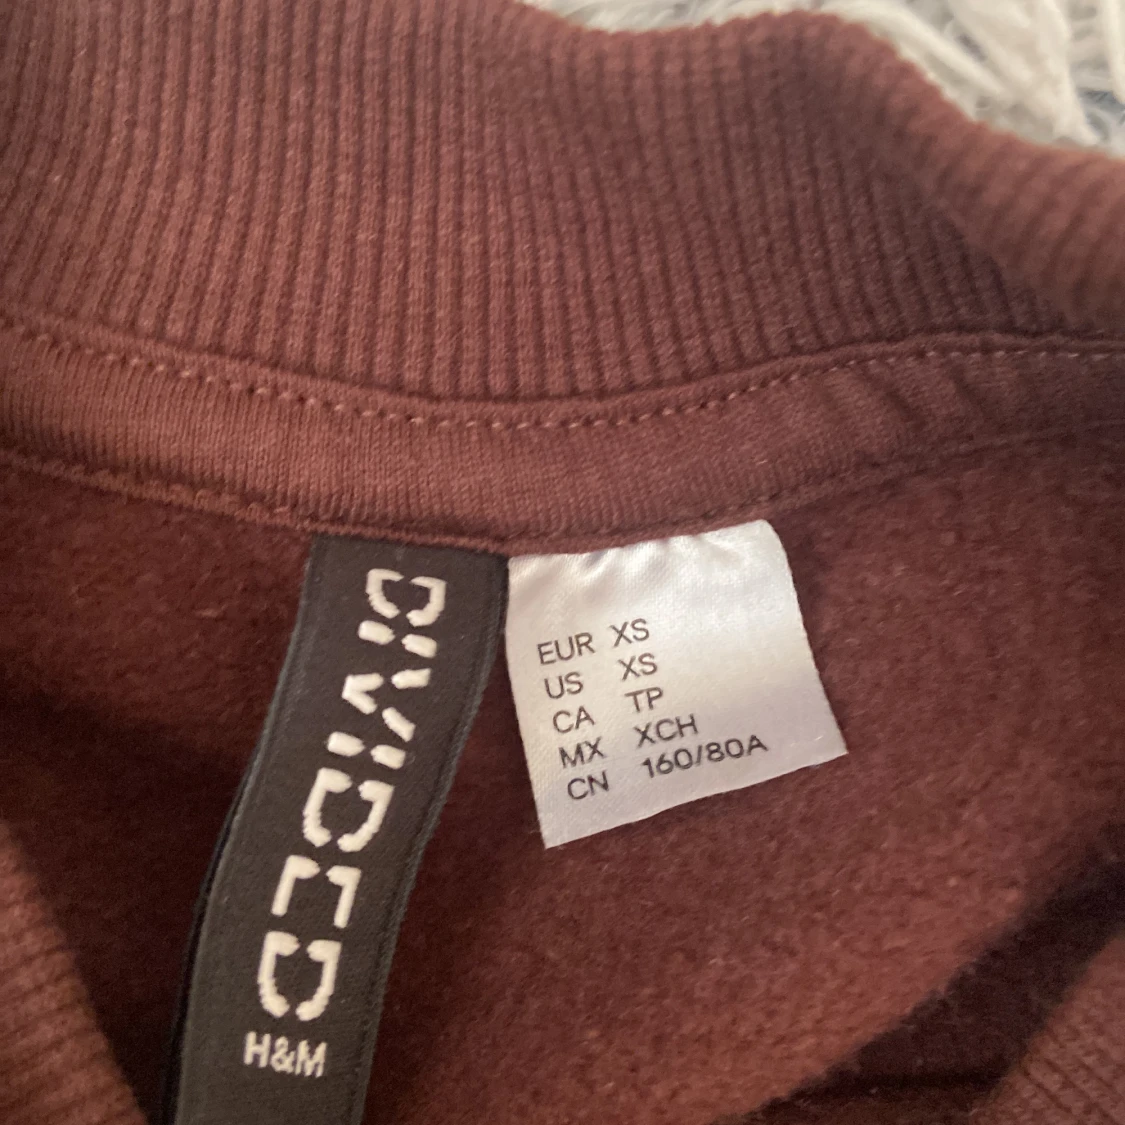 DIVIDED
H&M
EUR XS
US XS
CA TP
MX XCH
CN 160/80A